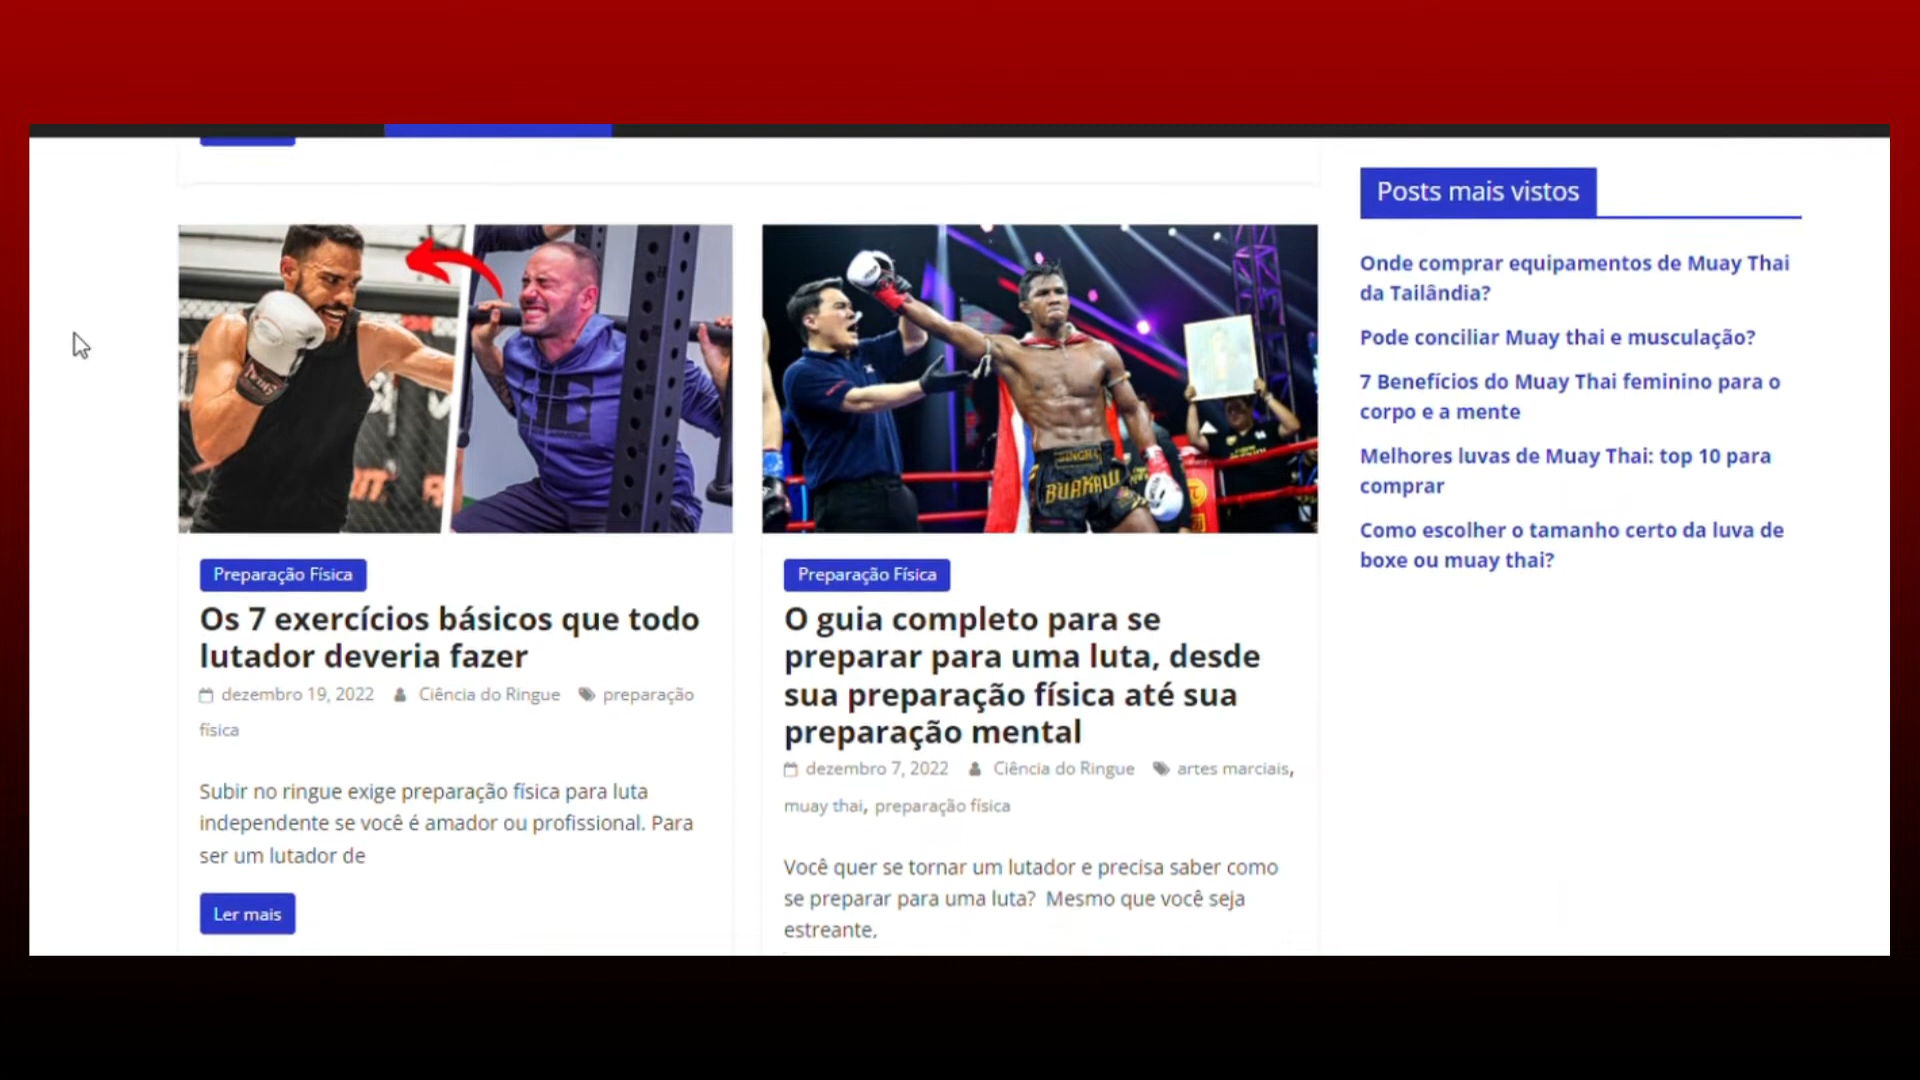 Preparação Física
Os 7 exercícios básicos que todo
lutador deveria fazer
dezembro 19, 2022 Ciência do Ringue preparação
física
Subir no ringue exige preparação física para luta
independente se você é amador ou profissional. Para
ser um lutador de
Ler mais
BUAKAW
Preparação Física
O guia completo para se
preparar para uma luta, desde
sua preparação física até sua
preparação mental
dezembro 7, 2022 Ciência do Ringue artes marciais,
muay thai, preparação física
Você quer se tornar um lutador e precisa saber como
se preparar para uma luta? Mesmo que você seja
estreante,
Posts mais vistos
Onde comprar equipamentos de Muay Thai
da Tailândia?
Pode conciliar Muay thai e musculação?
7 Benefícios do Muay Thai feminino para o
corpo e a mente
Melhores luvas de Muay Thai: top 10 para
comprar
Como escolher o tamanho certo da luva de
boxe ou muay thai?